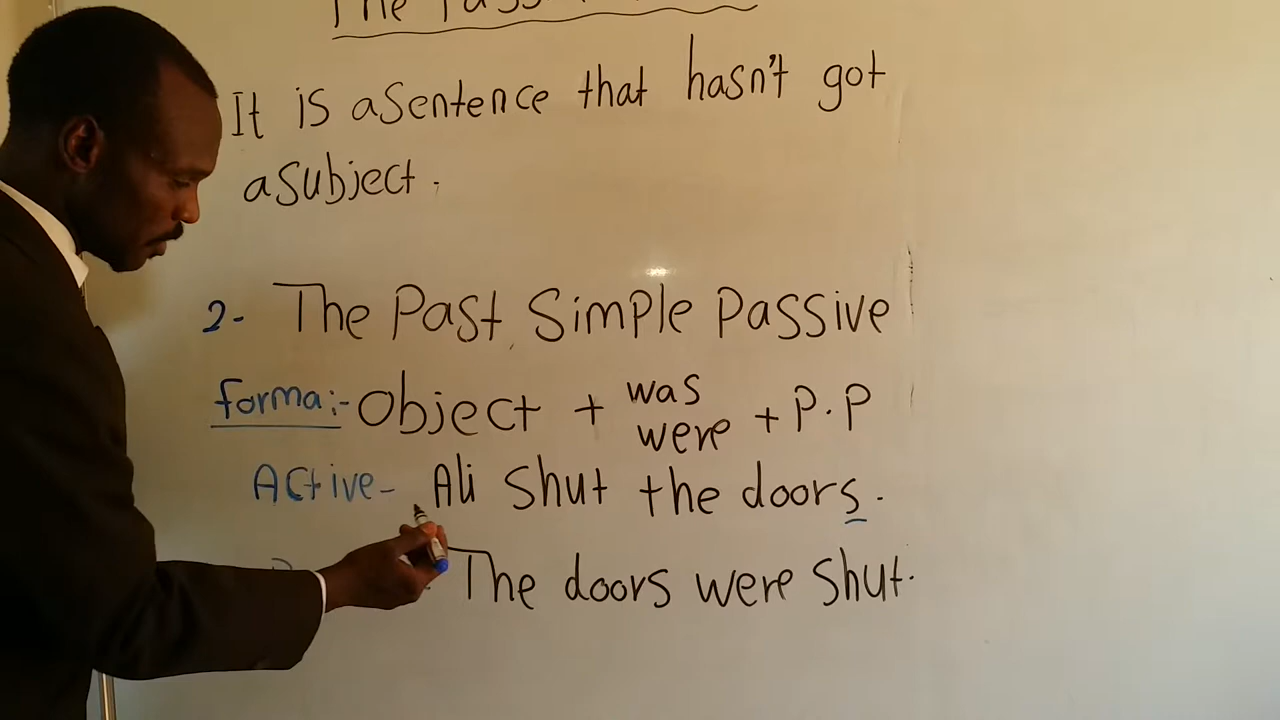 The
It is a sentence that hasn't got
a subject.
2- The Past Simple Passive
forma:- Object + was
were + P.P
Active- Ali shut the doors.
The doors were shut.